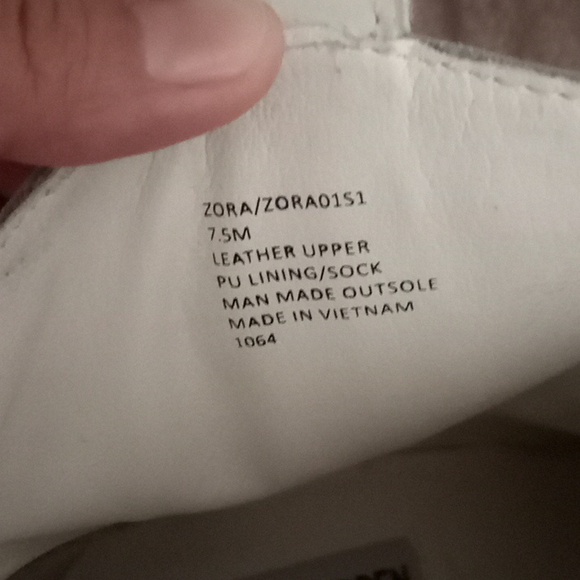 ZORA/ZORA01S1
7.5M
LEATHER UPPER
PU LINING/SOCK
MAN MADE OUTSOLE
MADE IN VIETNAM
1064